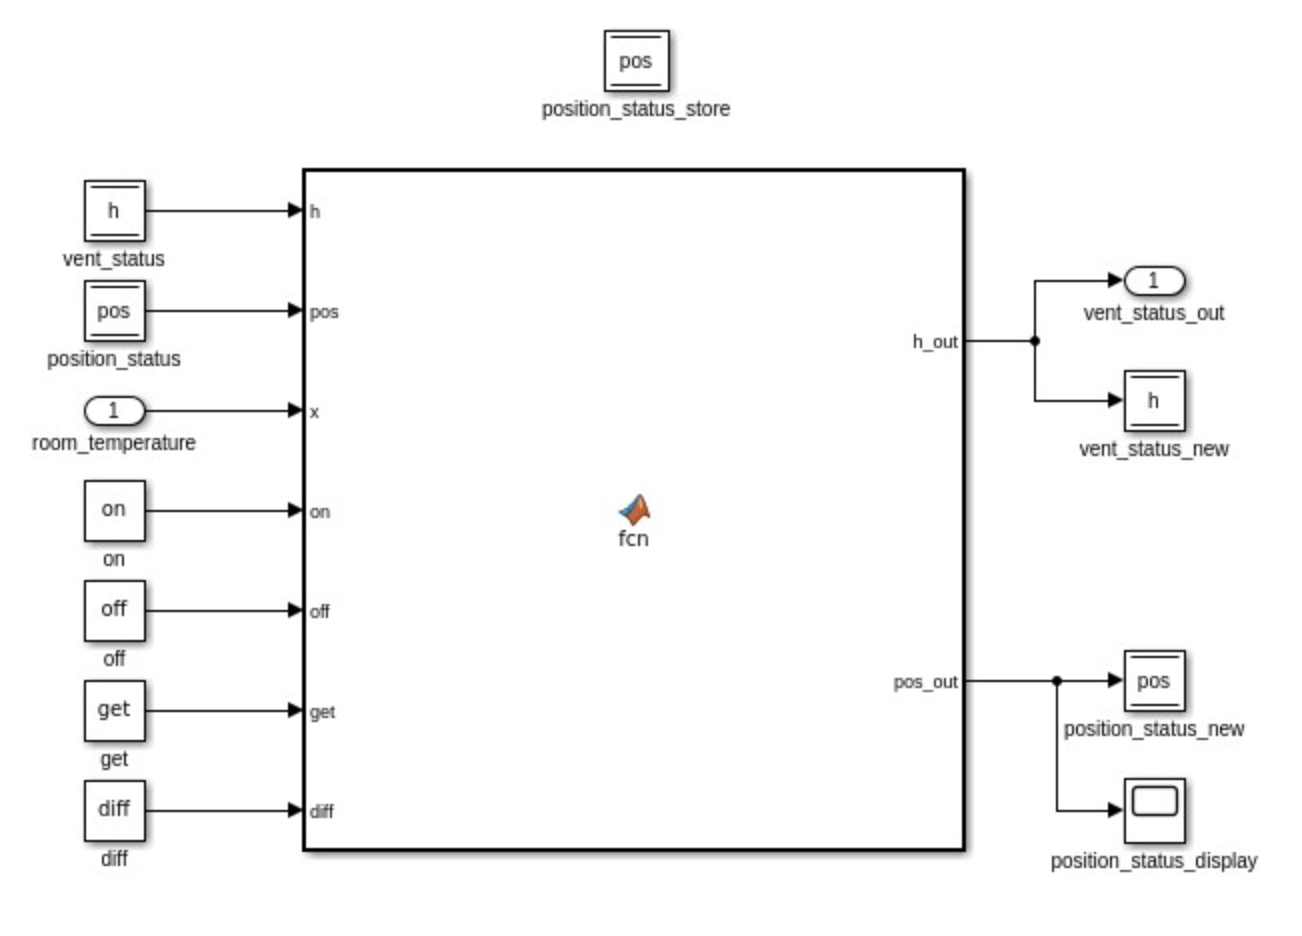 pos
position_status_store
h
vent_status
pos
position_status
1
room_temperature
on
on
off
off
get
get
diff
diff
h
pos
x
on
off
get
diff
fcn
h_out
pos_out
1
vent_status_out
h
vent_status_new
pos
position_status_new
position_status_display